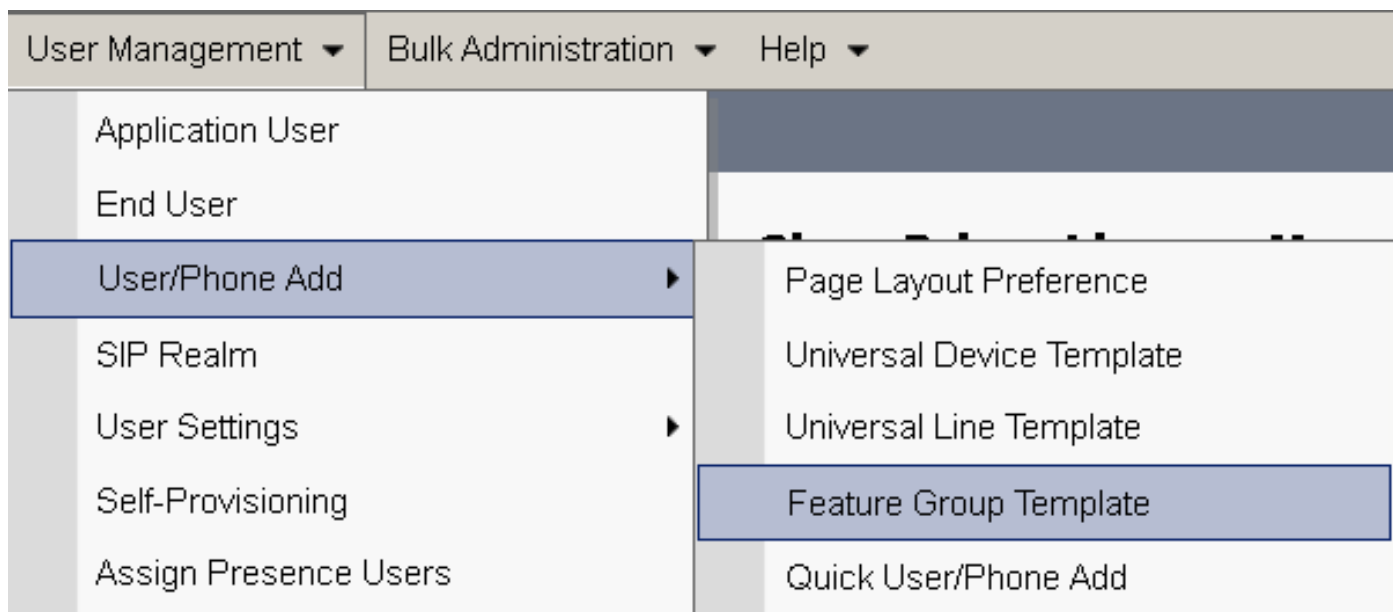 User Management
Bulk Administration
Help
Application User
End User
User/Phone Add
SIP Realm
User Settings
Self-Provisioning
Assign Presence Users
Page Layout Preference
Universal Device Template
Universal Line Template
Feature Group Template
Quick User/Phone Add